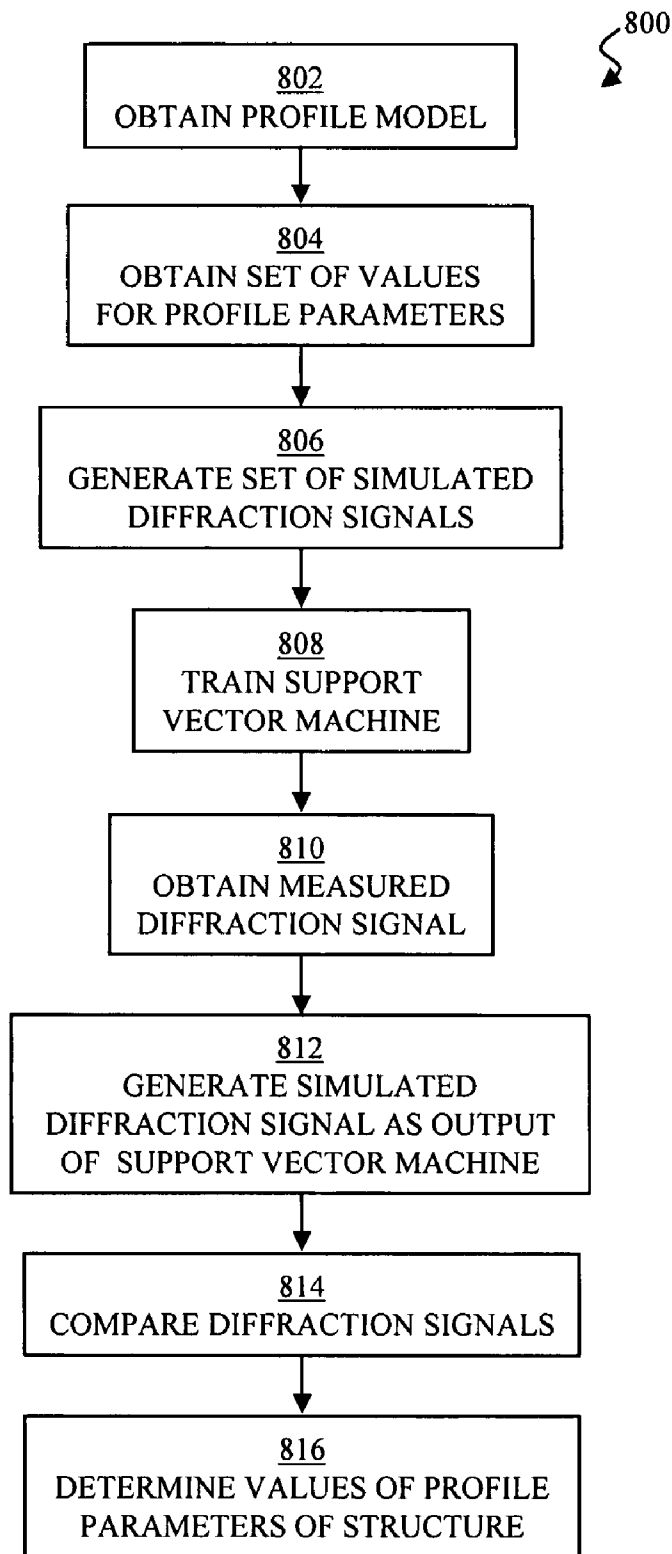 800
802
OBTAIN PROFILE MODEL
804
OBTAIN SET OF VALUES
FOR PROFILE PARAMETERS
806
GENERATE SET OF SIMULATED
DIFFRACTION SIGNALS
808
TRAIN SUPPORT
VECTOR MACHINE
810
OBTAIN MEASURED
DIFFRACTION SIGNAL
812
GENERATE SIMULATED
DIFFRACTION SIGNAL AS OUTPUT
OF SUPPORT VECTOR MACHINE
814
COMPARE DIFFRACTION SIGNALS
816
DETERMINE VALUES OF PROFILE
PARAMETERS OF STRUCTURE